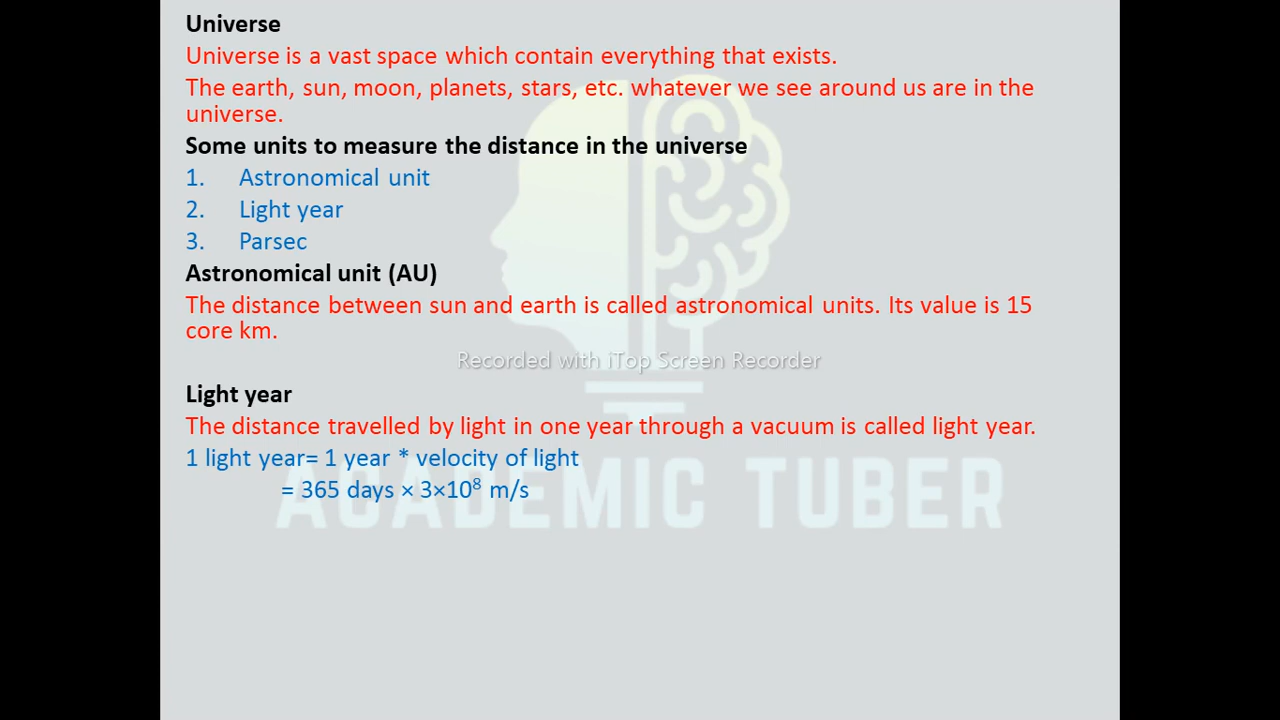 Universe
Universe is a vast space which contain everything that exists.
The earth, sun, moon, planets, stars, etc. whatever we see around us are in the
universe.
Some units to measure the distance in the universe
1. Astronomical unit
2. Light year
3. Parsec
Astronomical unit (AU)
The distance between sun and earth is called astronomical units. Its value is 15
core km.
Recorded with iTop Screen Recorder
Light year
The distance travelled by light in one year through a vacuum is called light year.
1 light year= 1 year * velocity of light
= 365 days × 3×10⁸ m/s
ACADEMIC TUBER